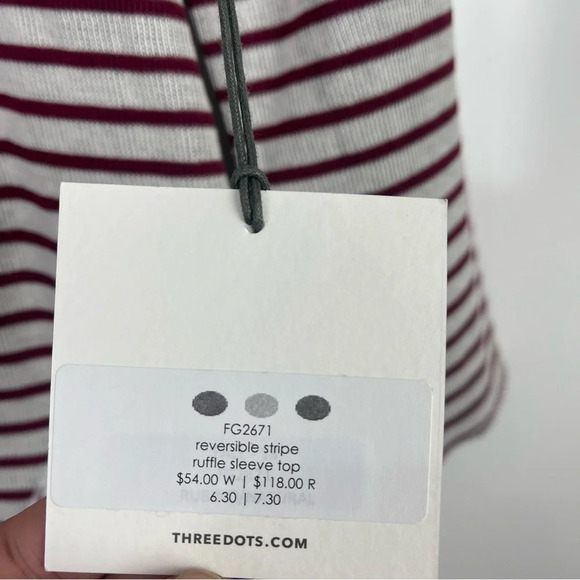 FG2671
reversible stripe
ruffle sleeve top
$54.00 W | $118.00 R
6.30 | 7.30
THREEDOTS.COM